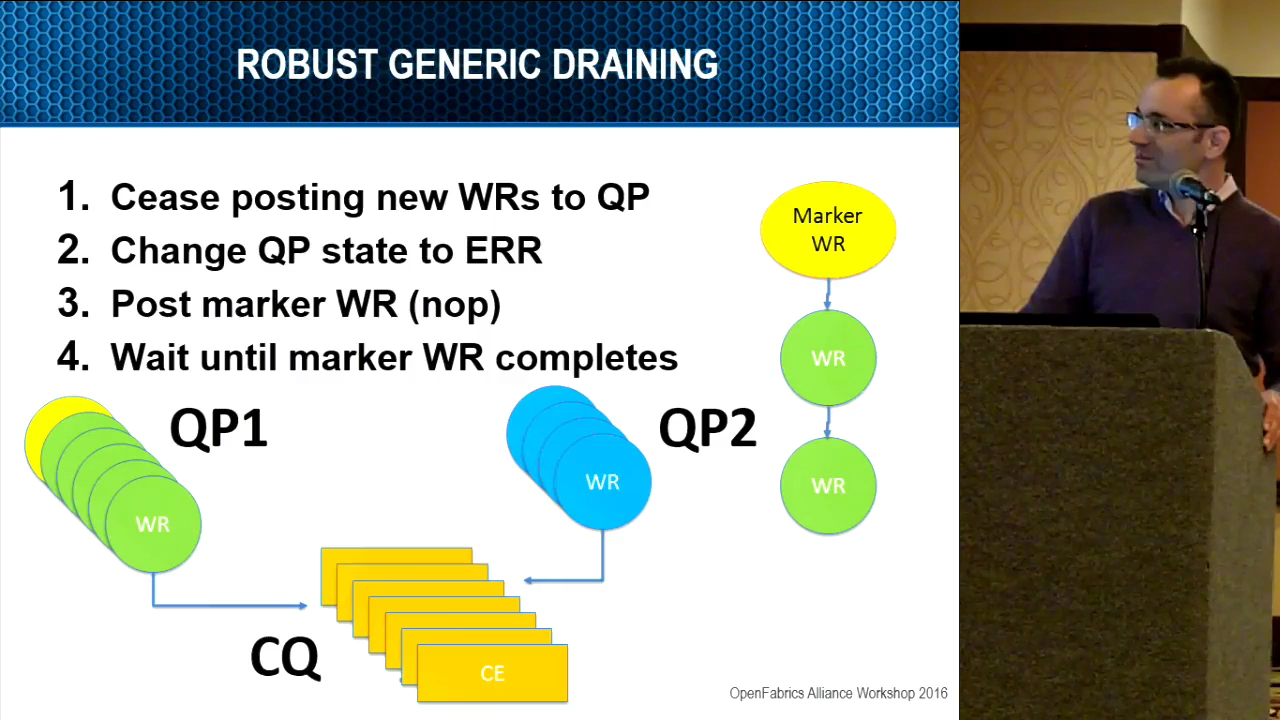 ROBUST GENERIC DRAINING
1. Cease posting new WRs to QP
2. Change QP state to ERR
3. Post marker WR (nop)
4. Wait until marker WR completes
Marker
WR
WR
WR
QP1
WR
QP2
WR
CQ
CE
OpenFabrics Alliance Workshop 2016